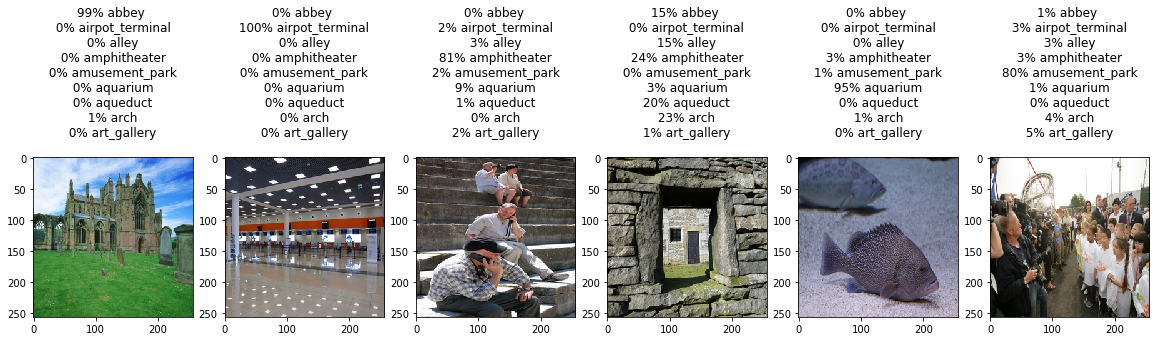 99% abbey
0% airpot_terminal
0% alley
0% amphitheater
0% amusement_park
0% aquarium
0% aqueduct
1% arch
0% art_gallery
0
50
100
150
200
250
0
100
200
0% abbey
100% airpot_terminal
0% alley
0% amphitheater
0% amusement_park
0% aquarium
0% aqueduct
0% arch
0% art_gallery
0
50
100
150
200
250
0
100
200
0% abbey
2% airpot_terminal
3% alley
81% amphitheater
2% amusement_park
9% aquarium
1% aqueduct
0% arch
2% art_gallery
0
50
100
150
200
250
0
100
200
15% abbey
0% airpot_terminal
15% alley
24% amphitheater
0% amusement_park
3% aquarium
20% aqueduct
23% arch
1% art_gallery
0
50
100
150
200
250
0
100
200
0% abbey
0% airpot_terminal
0% alley
3% amphitheater
1% amusement_park
95% aquarium
0% aqueduct
1% arch
0% art_gallery
0
50
100
150
200
250
0
100
200
1% abbey
3% airpot_terminal
3% alley
3% amphitheater
80% amusement_park
1% aquarium
0% aqueduct
4% arch
5% art_gallery
0
50
100
150
200
250
0
100
200